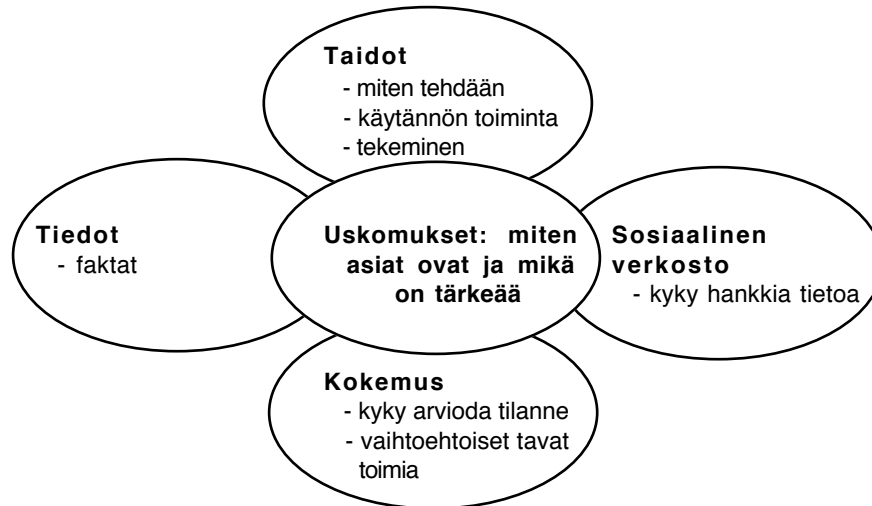 Taidot
- miten tehdään
- käytännön toiminta
- tekeminen
Tiedot
- faktat
Uskomukset: miten
asiat ovat ja mikä
on tärkeää
Sosiaalinen
verkosto
- kyky hankkia tietoa
Kokemus
- kyky arvioda tilanne
- vaihtoehtoiset tavat
toimia